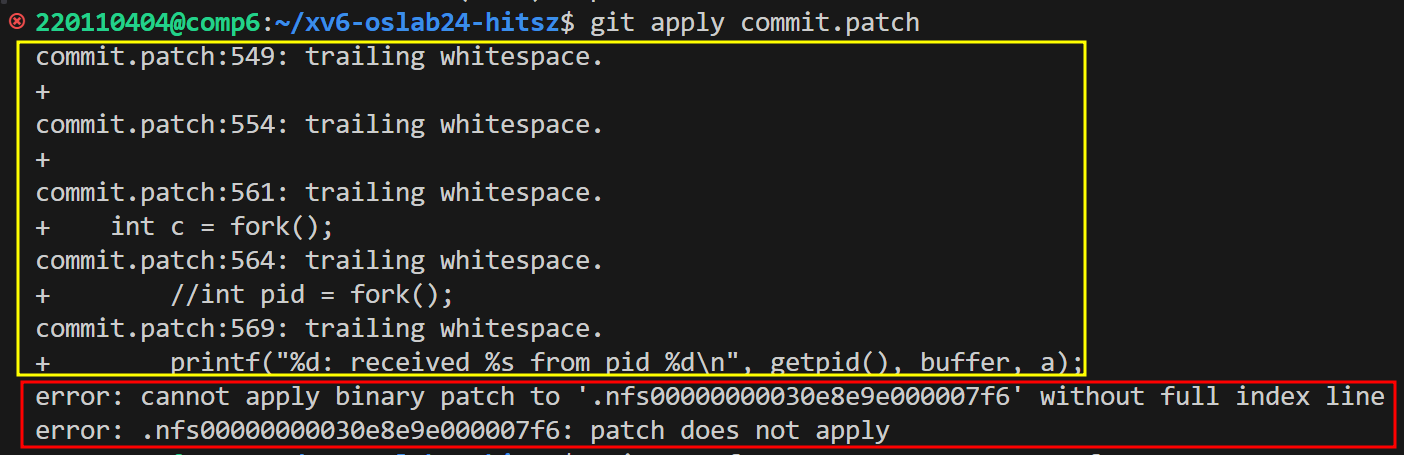 220110404@comp6:~/xv6-oslab24-hitsz$ git apply commit.patch
commit.patch:549: trailing whitespace.
+
commit.patch:554: trailing whitespace.
+
commit.patch:561: trailing whitespace.
+    int c = fork();
commit.patch:564: trailing whitespace.
+        //int pid = fork();
commit.patch:569: trailing whitespace.
+        printf("%d: received %s from pid %d\n", getpid(), buffer, a);
error: cannot apply binary patch to '.nfs00000000030e8e9e000007f6' without full index line
error: .nfs00000000030e8e9e000007f6: patch does not apply